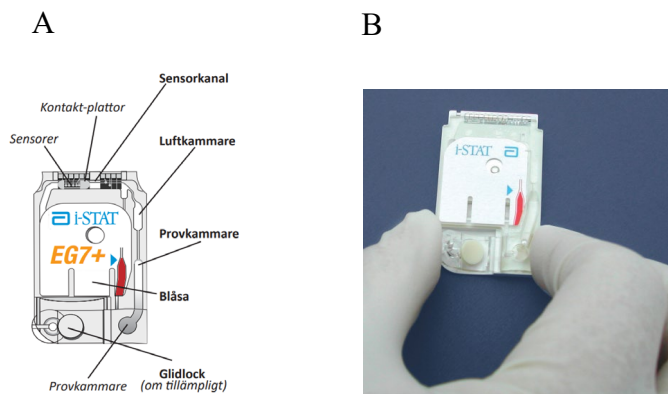 A
B
Sensorkanal
Kontakt-plattor
Sensorer
Luftkammare
Provkammare
i-STAT
EG7+
Blåsa
Glidlock
(om tillämpligt)
Provkammare
i-STAT